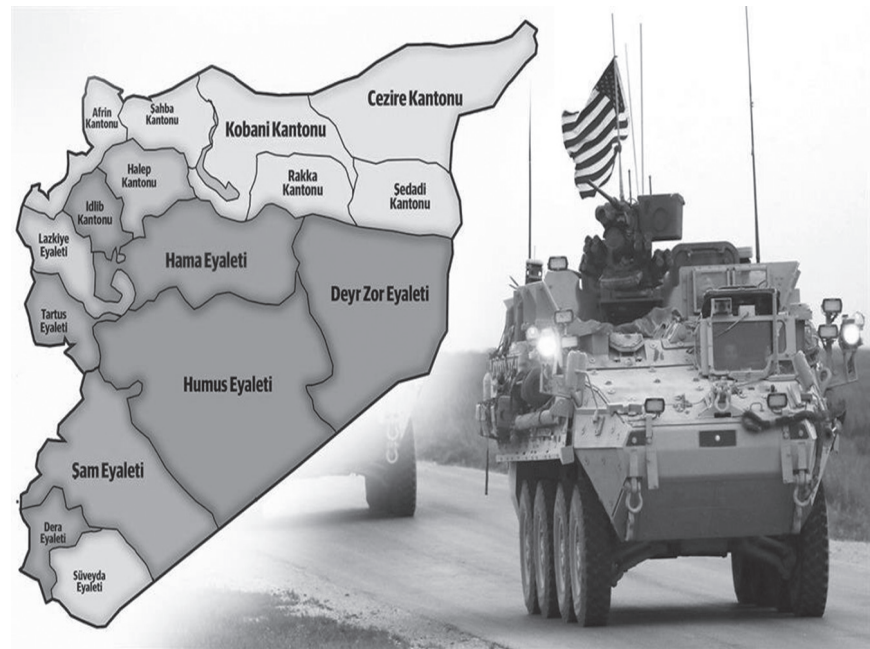 Cezire Kantonu
Afrin
Kantonu
Şahba
Kantonu
Kobani Kantonu
Halep
Kantonu
Rakka
Kantonu
Şedadi
Kantonu
Idlib
Kantonu
Lazkiye
Eyaleti
Hama Eyaleti
Deyr Zor Eyaleti
Tartus
Eyaleti
Humus Eyaleti
Şam Eyaleti
Dera
Eyaleti
Süveyda
Eyaleti